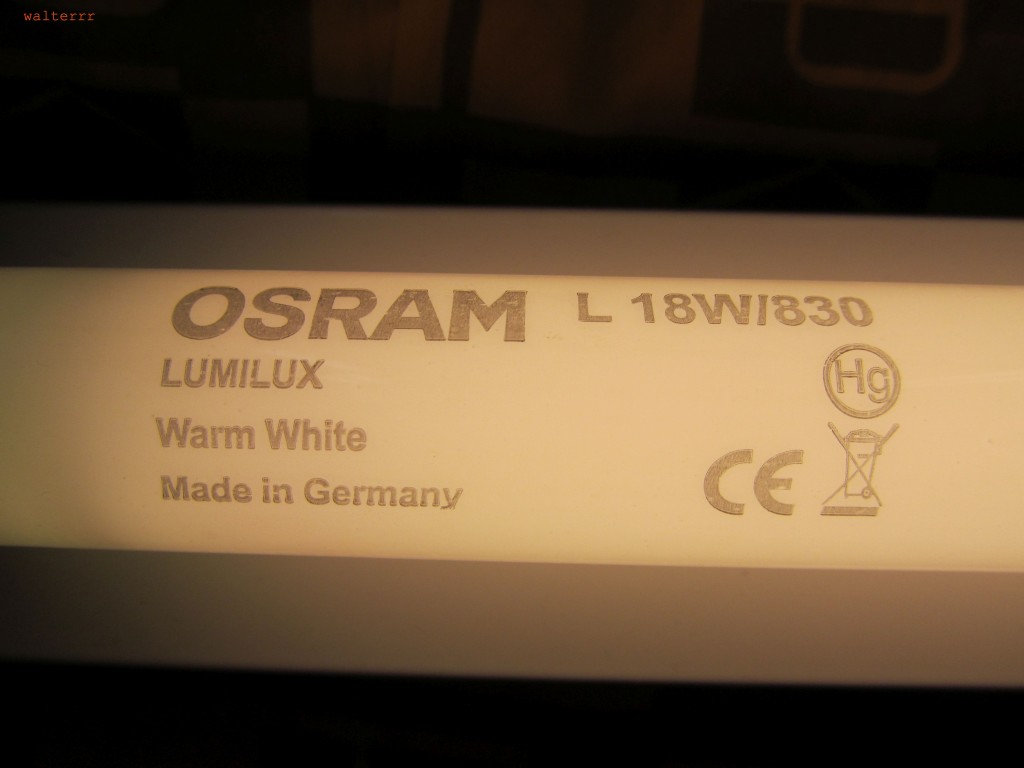 walterrr
OSRAM L 18W/830
LUMILUX
Hg
Warm White
CE
Made in Germany